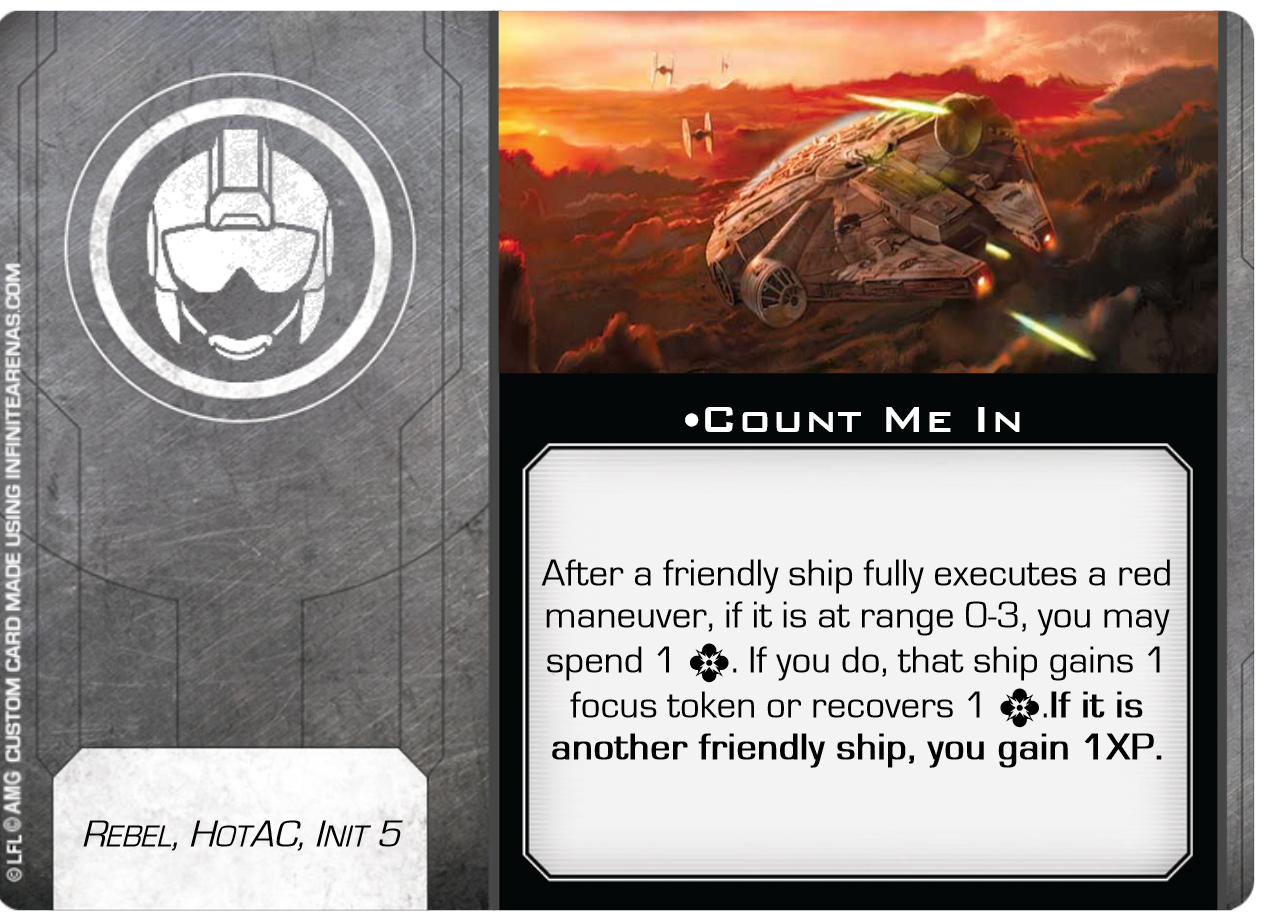 © LFL © AMG CUSTOM CARD MADE USING INFINITEARENAS.COM
REBEL, HOTAC, INIT 5
•COUNT ME IN
After a friendly ship fully executes a red
maneuver, if it is at range 0-3, you may
spend 1 . If you do, that ship gains 1
focus token or recovers 1 .If it is
another friendly ship, you gain 1XP.